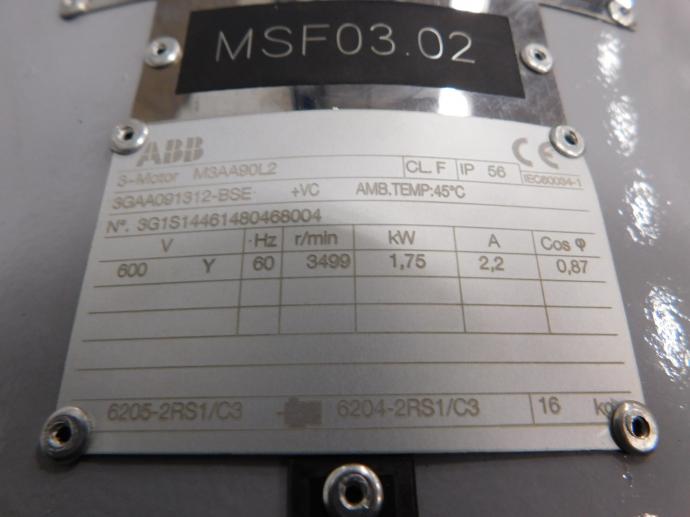 MSF03.02
ABB CE
3~Motor M3AA90L2 CL. F IP 56 IEC60034-1
3GAA091312-BSE +VC AMB.TEMP:45°C
N°. 3G1S14461480468004
V Hz r/min kW A Cos φ
600 Y 60 3499 1,75 2,2 0,87
6205-2RS1/C3 6204-2RS1/C3 16 kg